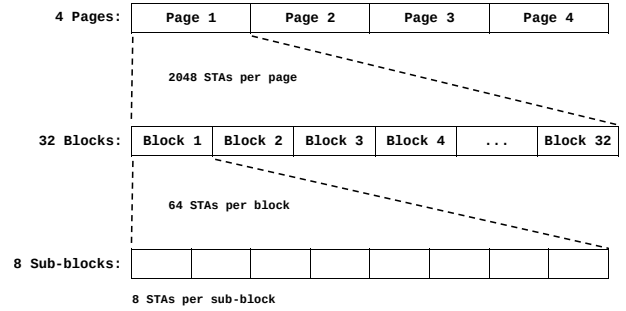 4 Pages: Page 1 Page 2 Page 3 Page 4
2048 STAs per page
32 Blocks: Block 1 Block 2 Block 3 Block 4 ... Block 32
64 STAs per block
8 Sub-blocks:
8 STAs per sub-block